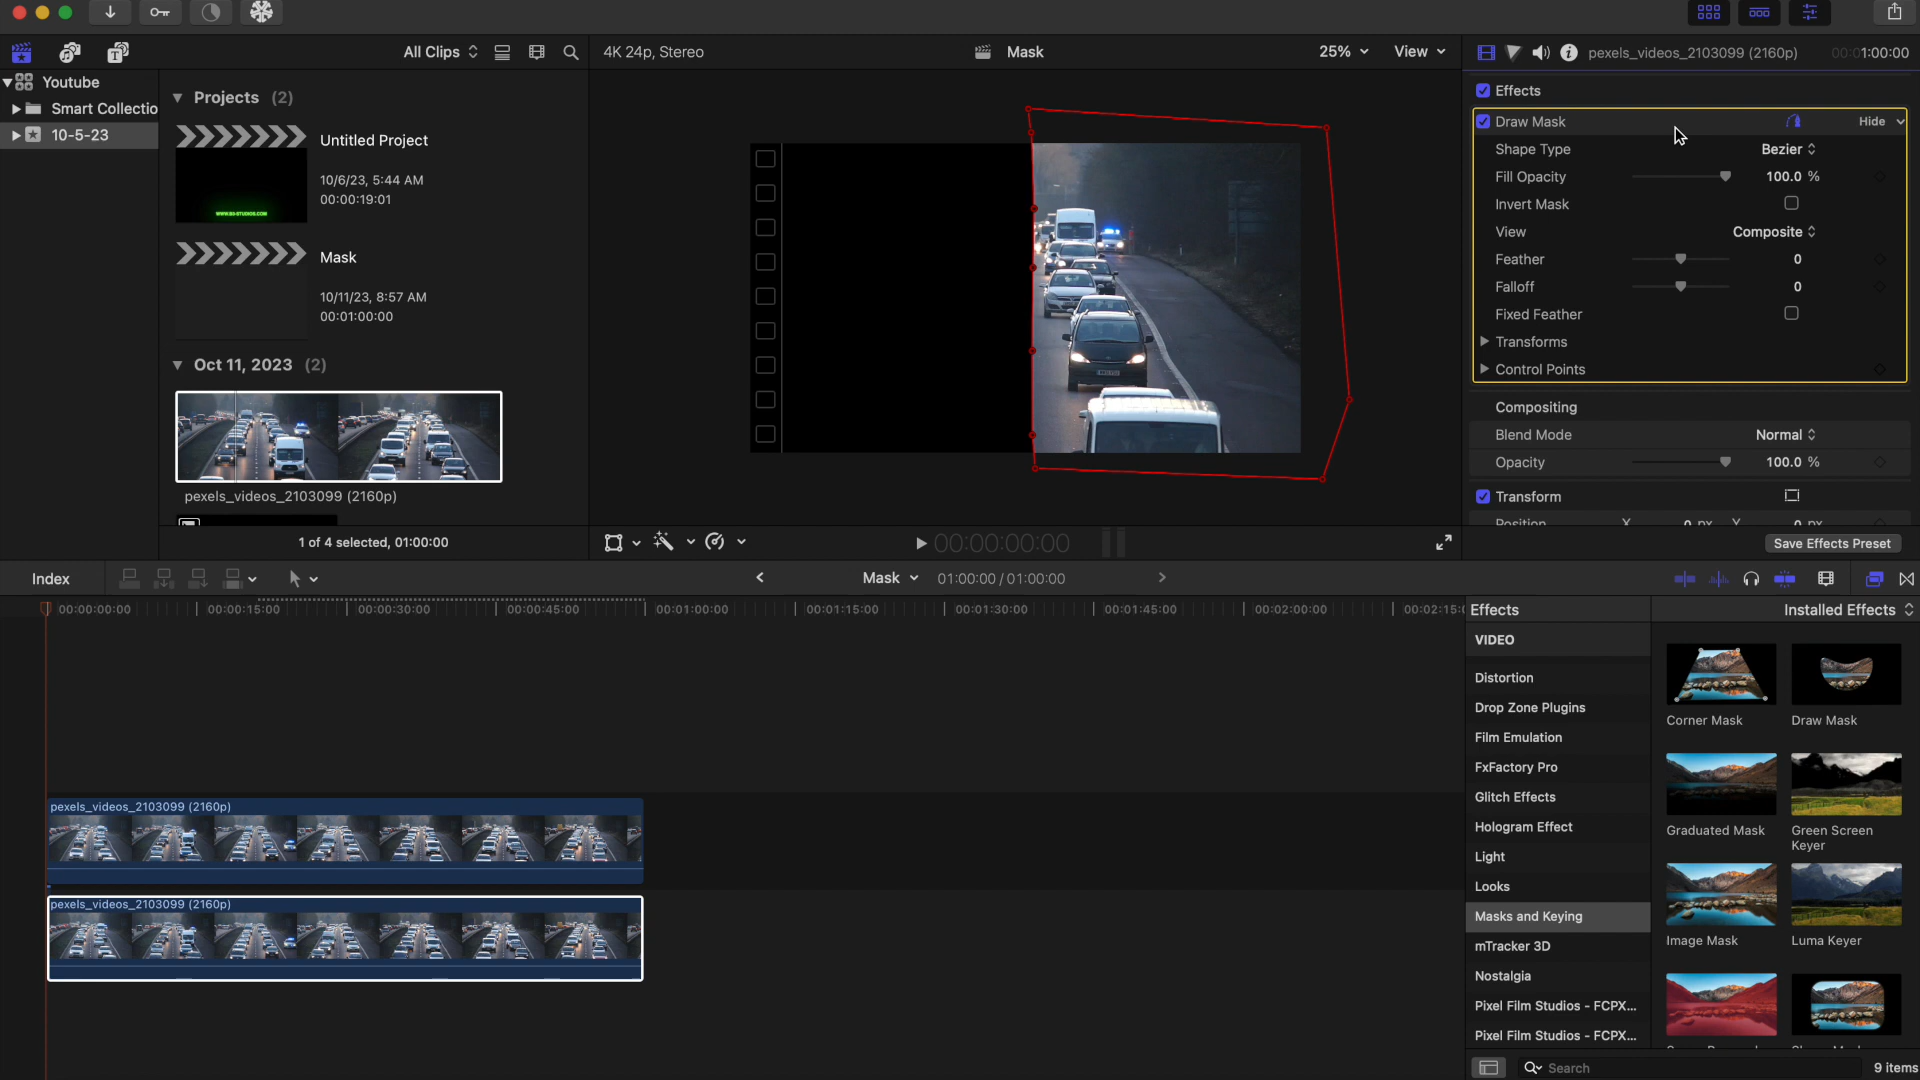 All Clips
4K 24p, Stereo
Mask
25%
View
pexels_videos_2103099 (2160p)
00:01:00:00
Youtube
Smart Collectio
10-5-23
Projects (2)
Untitled Project
10/6/23, 5:44 AM
00:00:19:01
WWW.B3-STUDIOS.COM
Mask
10/11/23, 8:57 AM
00:01:00:00
Oct 11, 2023 (2)
pexels_videos_2103099 (2160p)
1 of 4 selected, 01:00:00
00:00:00:00
Effects
Draw Mask
Hide
Shape Type
Bezier
Fill Opacity
100.0 %
Invert Mask
View
Composite
Feather
0
Falloff
0
Fixed Feather
Transforms
Control Points
Compositing
Blend Mode
Normal
Opacity
100.0 %
Transform
Position X 0 px Y 0 px
Save Effects Preset
Index
Mask
01:00:00 / 01:00:00
00:00:00:00
00:00:15:00
00:00:30:00
00:00:45:00
00:01:00:00
00:01:15:00
00:01:30:00
00:01:45:00
00:02:00:00
00:02:15:0
pexels_videos_2103099 (2160p)
pexels_videos_2103099 (2160p)
Effects
Installed Effects
VIDEO
Distortion
Drop Zone Plugins
Film Emulation
FxFactory Pro
Glitch Effects
Hologram Effect
Light
Looks
Masks and Keying
mTracker 3D
Nostalgia
Pixel Film Studios - FCPX...
Pixel Film Studios - FCPX...
Corner Mask
Draw Mask
Graduated Mask
Green Screen
Keyer
Image Mask
Luma Keyer
Search
9 items